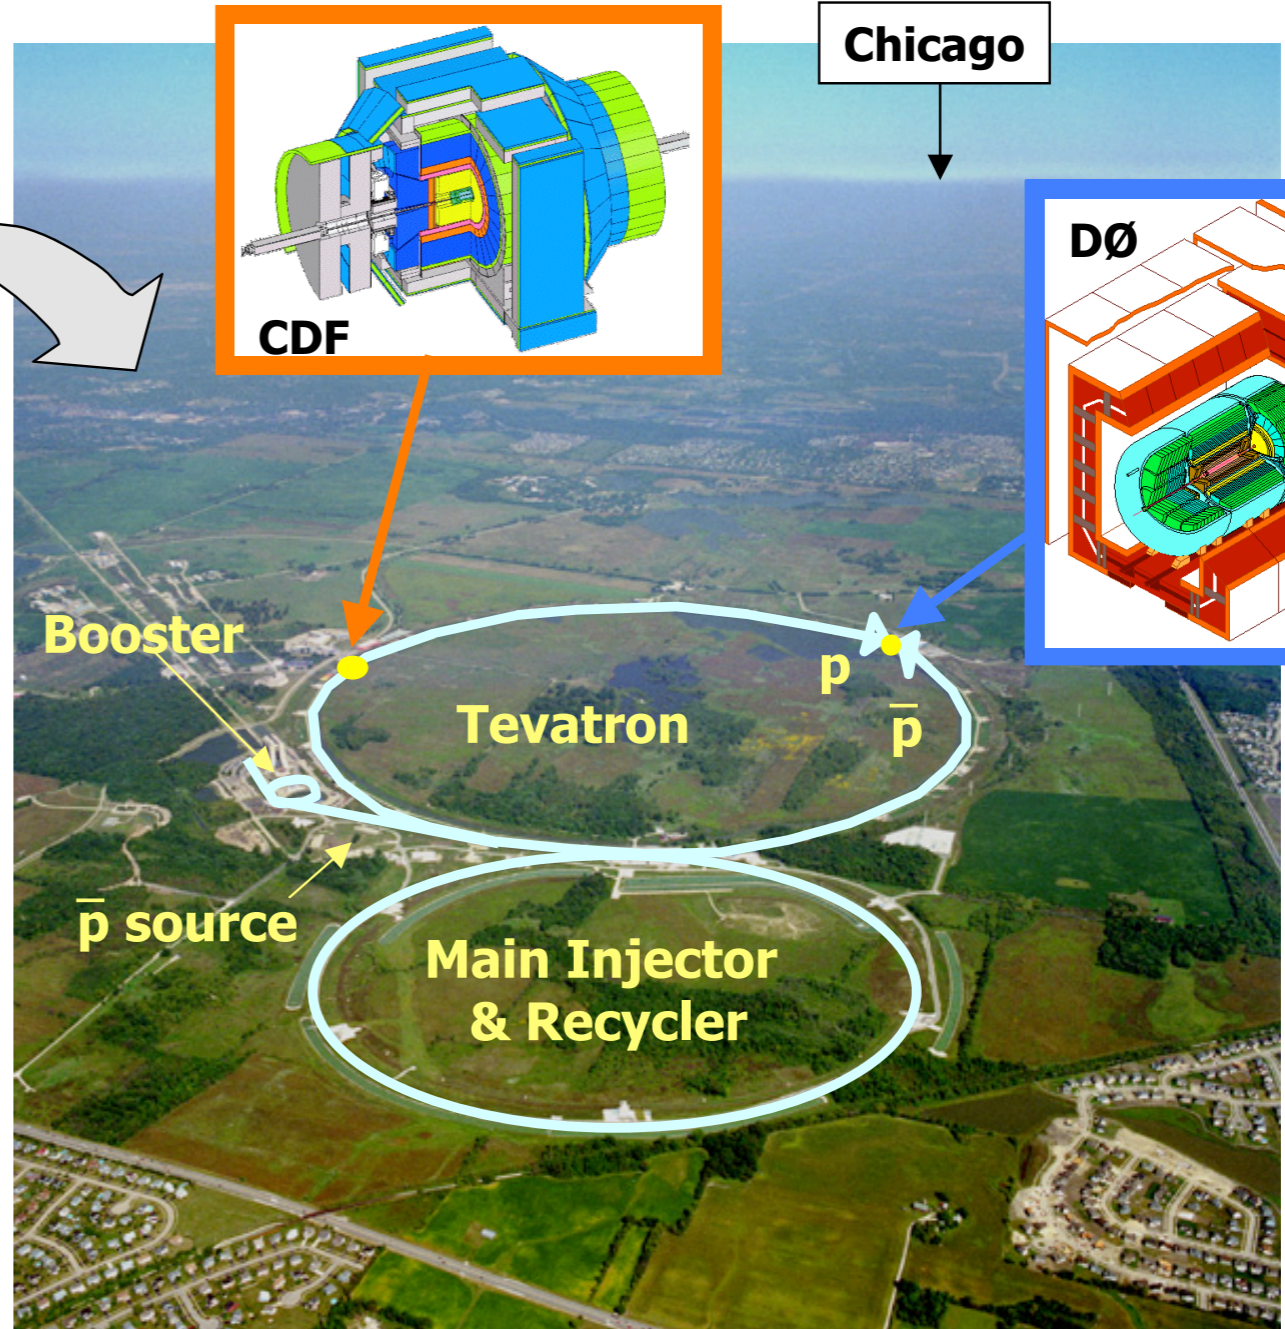 Chicago
CDF
DØ
Booster
p
p̅
Tevatron
p̅ source
Main Injector
& Recycler